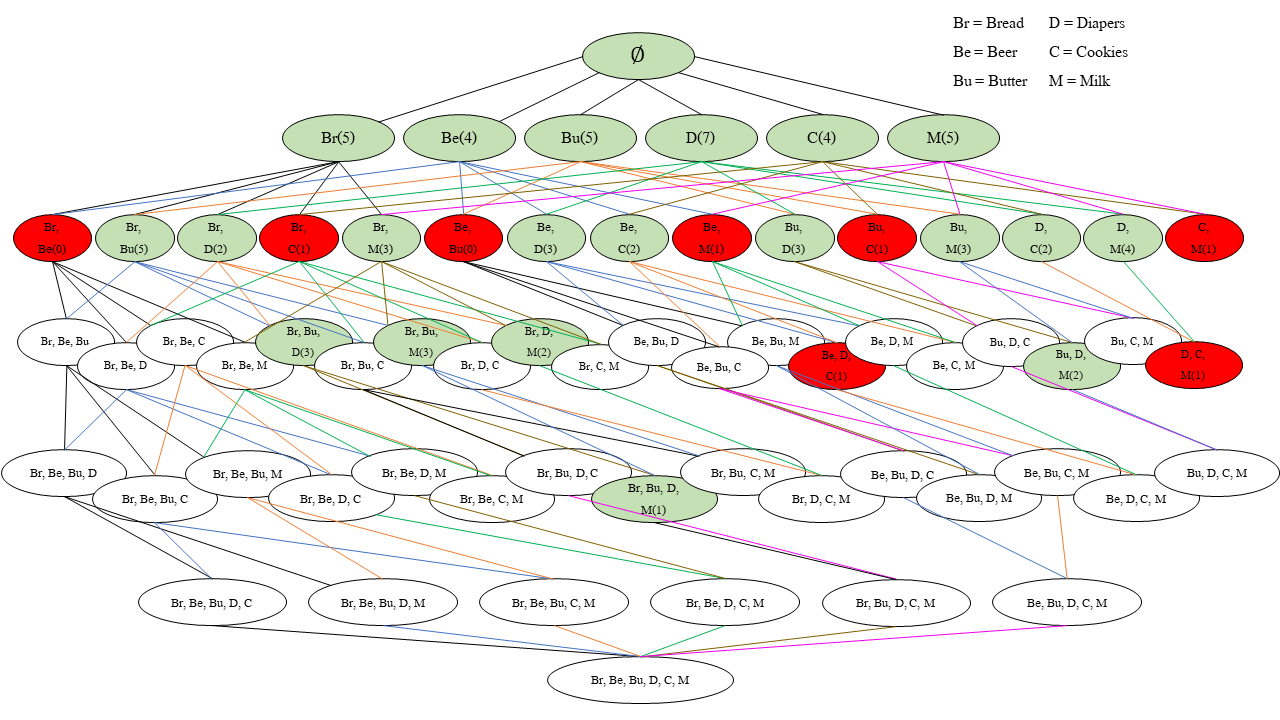 Br = Bread D = Diapers
Be = Beer C = Cookies
Bu = Butter M = Milk
∅
Br(5) Be(4) Bu(5) D(7) C(4) M(5)
Br, Br, Br, Br, Br, Be, Be, Be, Be, Bu, Bu, Bu, D, D, C,
Be(0) Bu(5) D(2) C(1) M(3) Bu(0) D(3) C(2) M(1) D(3) C(1) M(3) C(2) M(4) M(1)
Br, Bu, Br, Bu, Br, D,
Br, Be, Bu Br, Be, C D(3) M(3) M(2) Be, Bu, D Be, Bu, M Be, D, M Bu, D, C Bu, C, M
Be, D, Bu, D, D, C,
Br, Be, D Br, Be, M Br, Bu, C Br, D, C Br, C, M Be, Bu, C C(1) Be, C, M M(2) M(1)
Br, Be, Bu, D Br, Be, Bu, M Br, Be, D, M Br, Bu, D, C Br, Bu, C, M Be, Bu, D, C Be, Bu, C, M Bu, D, C, M
Br, Be, Bu, C Br, Be, D, C Br, Be, C, M Br, Bu, D, Br, D, C, M Be, Bu, D, M Be, D, C, M
M(1)
Br, Be, Bu, D, C Br, Be, Bu, D, M Br, Be, Bu, C, M Br, Be, D, C, M Br, Bu, D, C, M Be, Bu, D, C, M
Br, Be, Bu, D, C, M